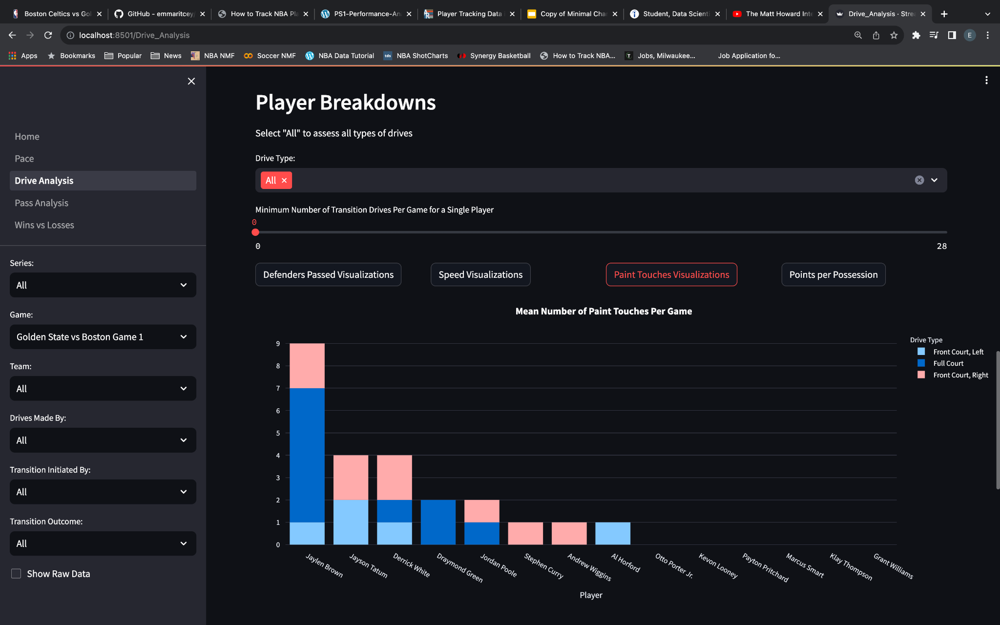 Boston Celtics vs Gol
GitHub - emmaritcey/
How to Track NBA Pla
PS1-Performance-An
Player Tracking Data
Copy of Minimal Char
Student, Data Scienti
The Matt Howard Inte
Drive_Analysis · Strea
localhost:8501/Drive_Analysis
E
Apps
Bookmarks
Popular
News
NBA NMF
Soccer NMF
NBA Data Tutorial
tds
NBA ShotCharts
Synergy Basketball
How to Track NBA...
T
Jobs, Milwaukee...
Job Application fo...
Home
Pace
Drive Analysis
Pass Analysis
Wins vs Losses
Series:
All
Game:
Golden State vs Boston Game 1
Team:
All
Drives Made By:
All
Transition Initiated By:
All
Transition Outcome:
All
Show Raw Data
Player Breakdowns
Select "All" to assess all types of drives
Drive Type:
All
Minimum Number of Transition Drives Per Game for a Single Player
0
0
28
Defenders Passed Visualizations
Speed Visualizations
Paint Touches Visualizations
Points per Possession
Mean Number of Paint Touches Per Game
9
8
7
6
5
4
3
2
1
0
Jaylen Brown
Jayson Tatum
Derrick White
Draymond Green
Jordan Poole
Stephen Curry
Andrew Wiggins
Al Horford
Otto Porter Jr.
Kevon Looney
Payton Pritchard
Marcus Smart
Klay Thompson
Grant Williams
Player
Drive Type
Front Court, Left
Full Court
Front Court, Right